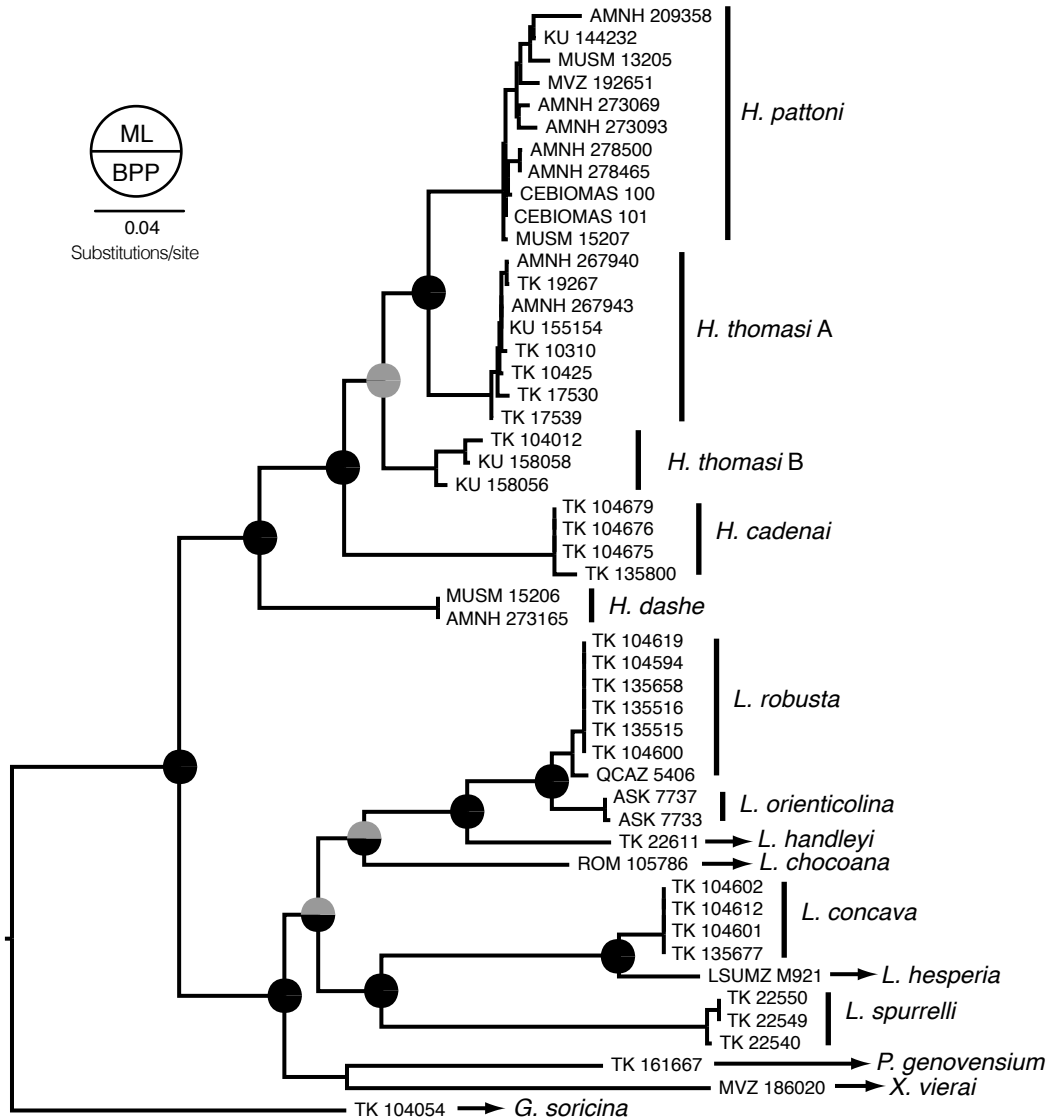 AMNH 209358
KU 144232
MUSM 13205
MVZ 192651
AMNH 273069
AMNH 273093
AMNH 278500
AMNH 278465
CEBIOMAS 100
CEBIOMAS 101
MUSM 15207
H. pattoni
ML
BPP
0.04
Substitutions/site
AMNH 267940
TK 19267
AMNH 267943
KU 155154
TK 10310
TK 10425
TK 17530
TK 17539
H. thomasi A
TK 104012
KU 158058
KU 158056
H. thomasi B
TK 104679
TK 104676
TK 104675
TK 135800
H. cadenai
MUSM 15206
AMNH 273165
H. dashe
TK 104619
TK 104594
TK 135658
TK 135516
TK 135515
TK 104600
QCAZ 5406
L. robusta
ASK 7737
ASK 7733
L. orienticolina
TK 22611
L. handleyi
ROM 105786
L. chocoana
TK 104602
TK 104612
TK 104601
TK 135677
L. concava
LSUMZ M921
L. hesperia
TK 22550
TK 22549
TK 22540
L. spurrelli
TK 161667
P. genovensium
MVZ 186020
X. vierai
TK 104054
G. soricina